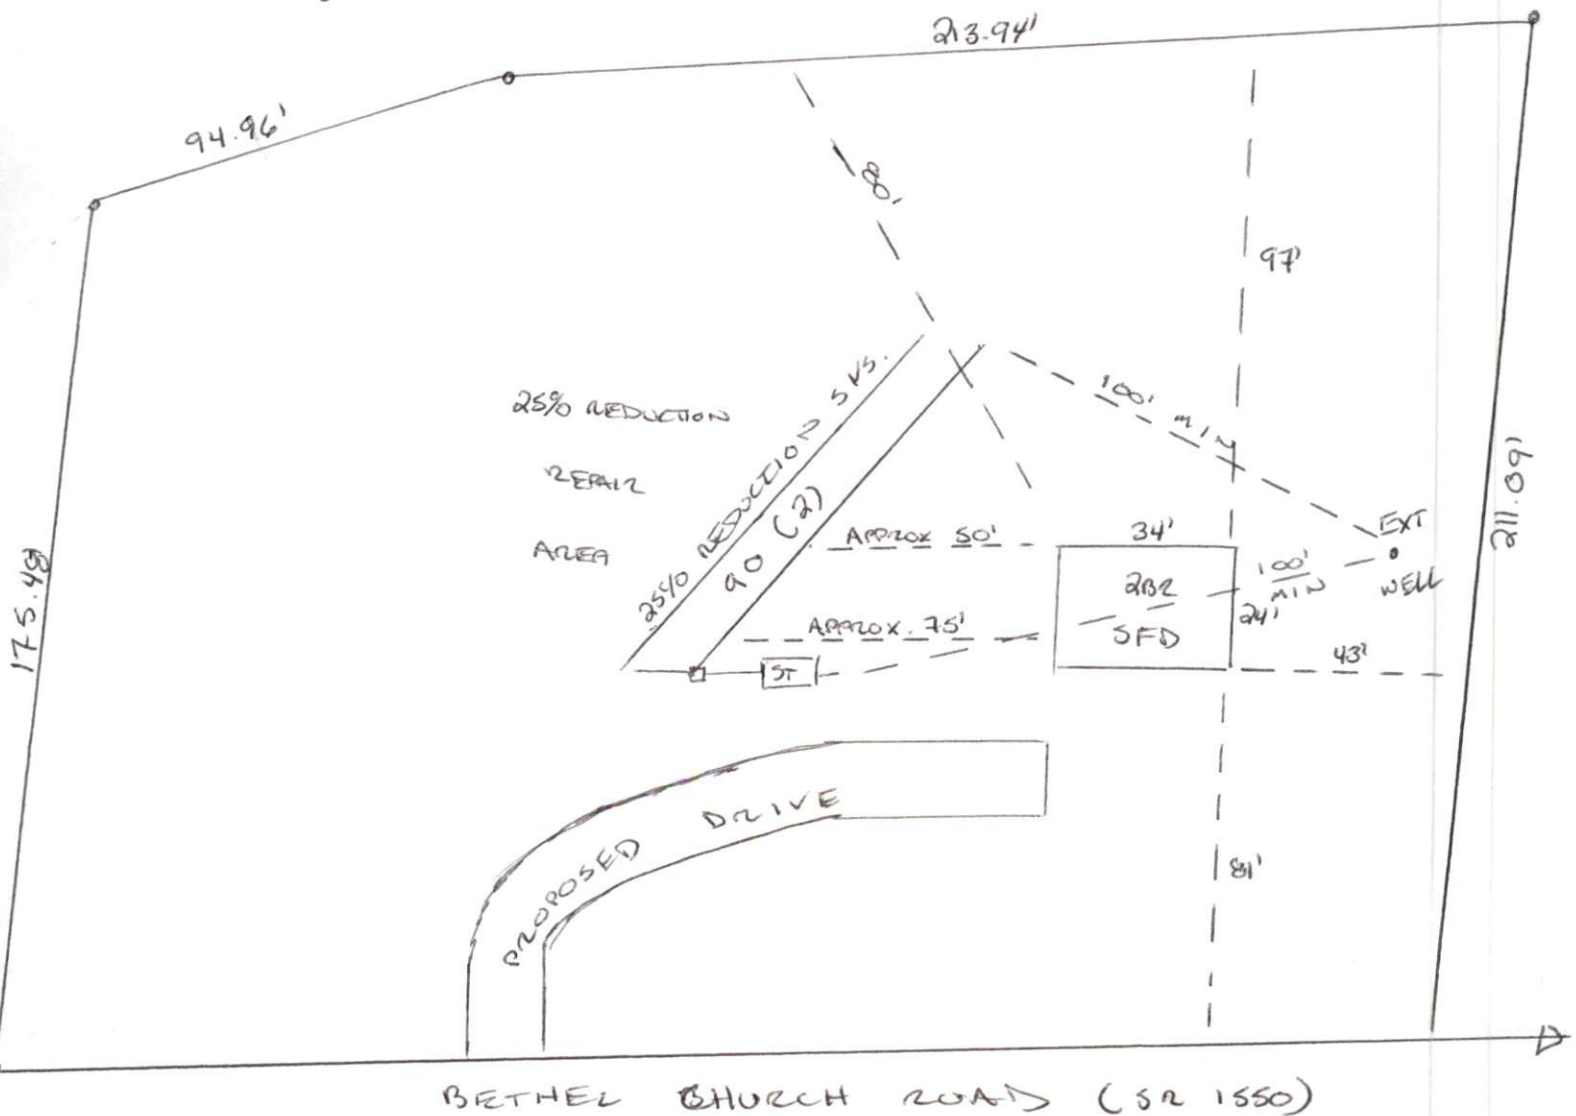 213.94'
94.96'
80'
97'
25% REDUCTION SYS.
90 (2)
25% REDUCTION
REPAIR
AREA
100' MIN
EXT
WELL
211.09'
175.48
APPROX 50'
34'
2BR
SFD
100'
MIN
24'
APPROX. 75'
ST
43'
PROPOSED DRIVE
81'
BETHEL CHURCH ROAD (SR 1550)